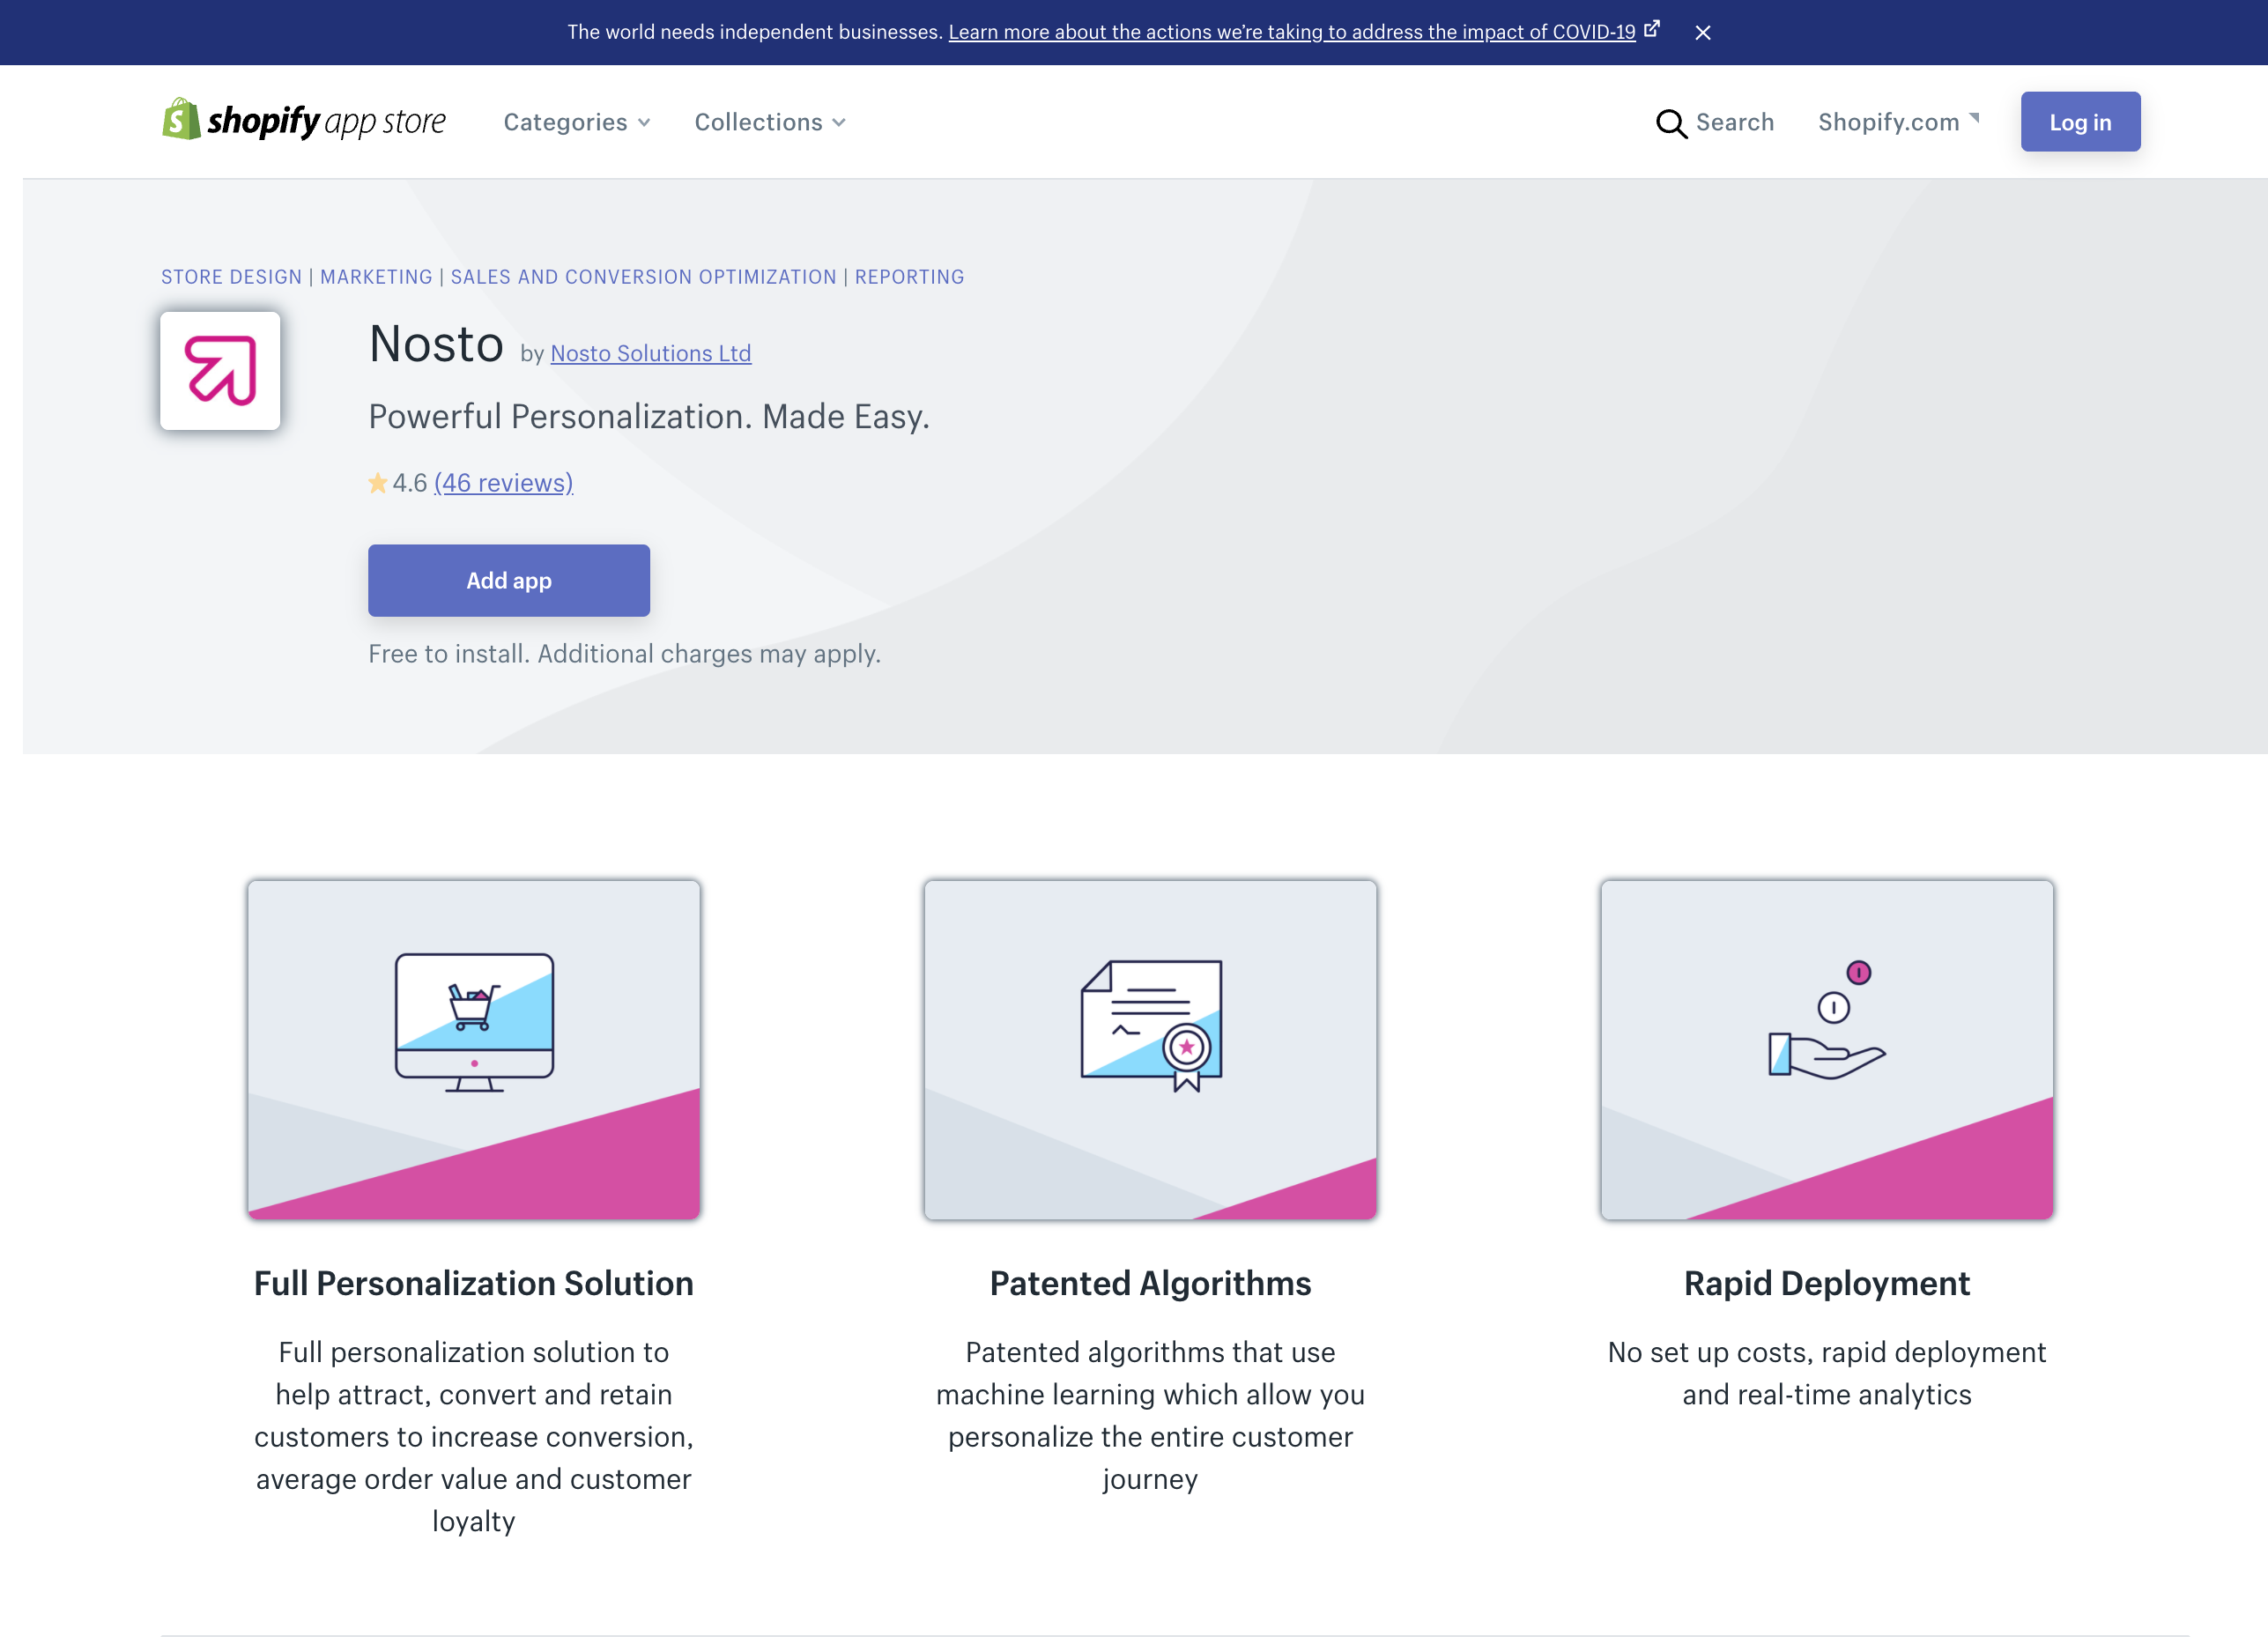 The world needs independent businesses. Learn more about the actions we're taking to address the impact of COVID-19
shopify app store
Categories
Collections
Search
Shopify.com
Log in
STORE DESIGN | MARKETING | SALES AND CONVERSION OPTIMIZATION | REPORTING
Nosto by Nosto Solutions Ltd
Powerful Personalization. Made Easy.
4.6 (46 reviews)
Add app
Free to install. Additional charges may apply.
Full Personalization Solution
Full personalization solution to
help attract, convert and retain
customers to increase conversion,
average order value and customer
loyalty
Patented Algorithms
Patented algorithms that use
machine learning which allow you
personalize the entire customer
journey
Rapid Deployment
No set up costs, rapid deployment
and real-time analytics